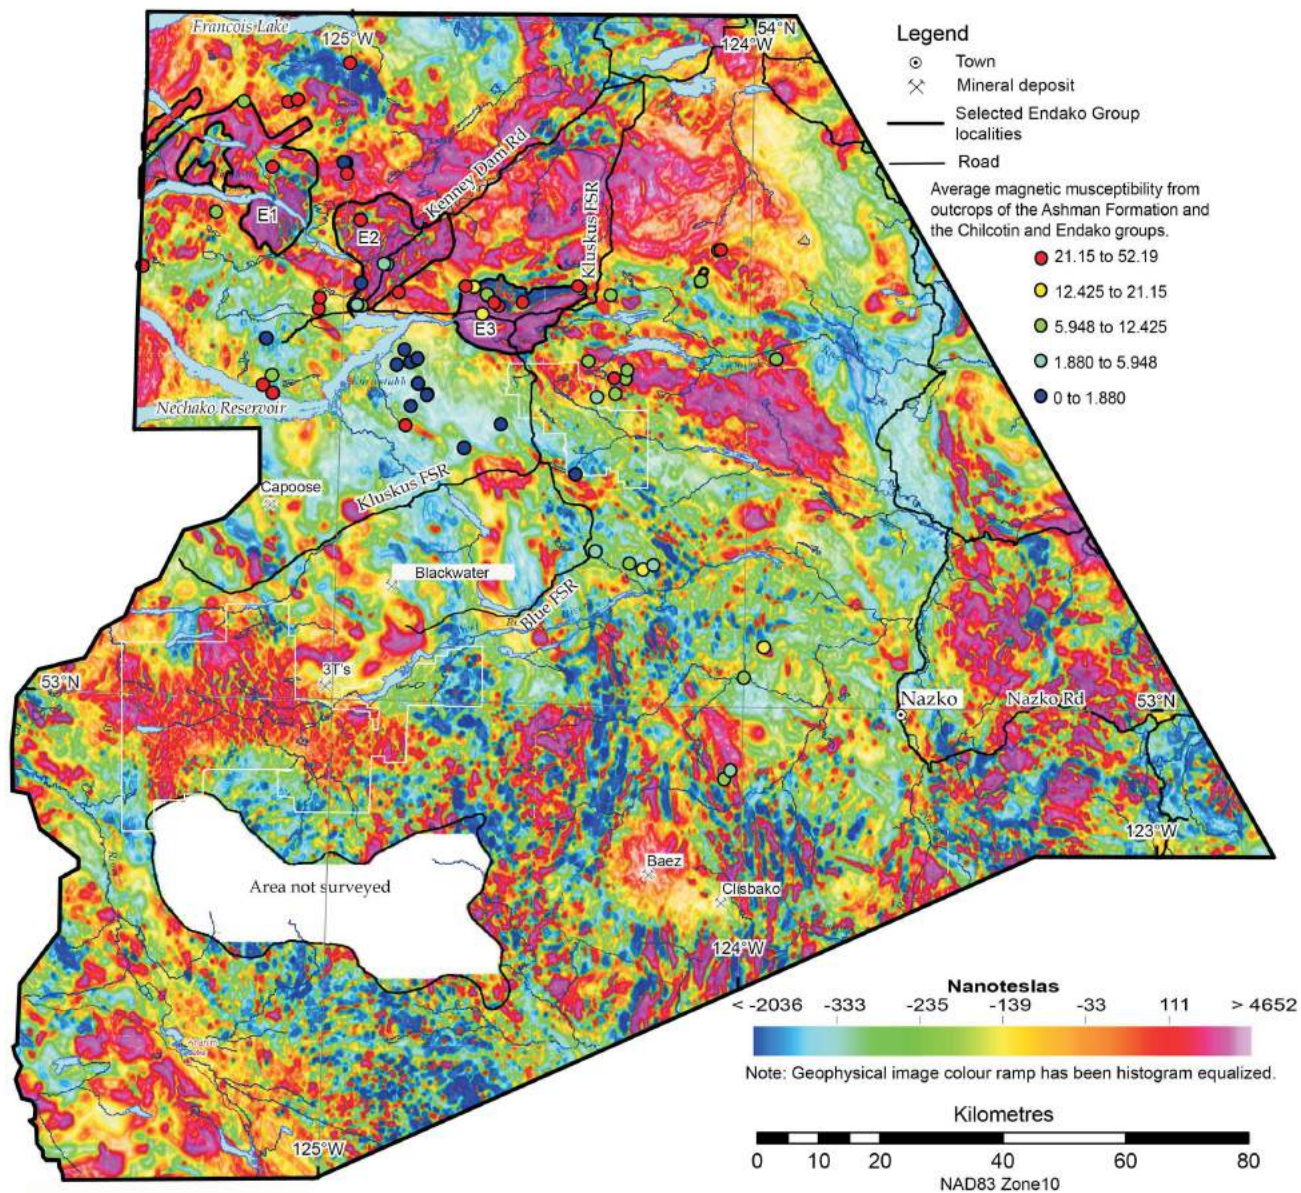 Francois Lake
125°W
54°N
124°W
Legend
Town
Mineral deposit
Selected Endako Group
localities
Road
Average magnetic musceptibility from
outcrops of the Ashman Formation and
the Chilcotin and Endako groups.
21.15 to 52.19
12.425 to 21.15
5.948 to 12.425
1.880 to 5.948
0 to 1.880
Kenney Dam Rd
Kluskus FSR
E1
E2
E3
Nechako Reservoir
Capoose
Kluskus FSR
Blackwater
Blue FSR
3T's
53°N
Nazko
Nazko Rd
53°N
123°W
Baez
Area not surveyed
Clisbako
124°W
Nanoteslas
< -2036 -333 -235 -139 -33 111 > 4652
Note: Geophysical image colour ramp has been histogram equalized.
Kilometres
125°W
0 10 20 40 60 80
NAD83 Zone10